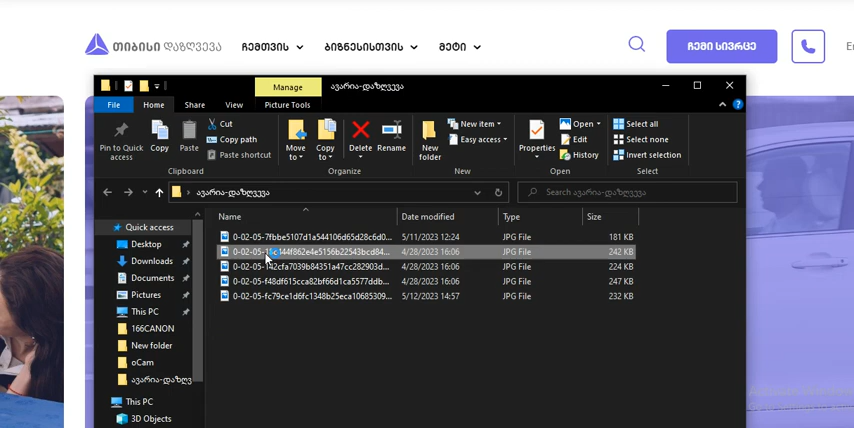 თიბისი დაზღვევა ჩემთვის ბიზნესისთვის მეტი ჩემი სივრცე En
Manage ავარია-დაზღვევა
File Home Share View Picture Tools
Pin to Quick access
Copy
Paste
Cut
Copy path
Paste shortcut
Clipboard
Move to
Copy to
Delete
Rename
Organize
New folder
New item
Easy access
New
Properties
Open
Edit
History
Open
Select all
Select none
Invert selection
Select
ავარია-დაზღვევა Search ავარია-დაზღვევა
Name Date modified Type Size
0-02-05-7fbbe5107d1a544106d65d28c6d0... 5/11/2023 12:24 JPG File 181 KB
4/28/2023 16:06 JPG File 242 KB
0-02-05-142cfa7039b84351a47cc282903d... 4/28/2023 16:06 JPG File 224 KB
0-02-05-f48df615cca82bf66d1ca5577ddb... 4/28/2023 16:06 JPG File 247 KB
0-02-05-fc79ce1d6fc1348b25eca10685309... 5/12/2023 14:57 JPG File 232 KB
Quick access
Desktop
Downloads
Documents
Pictures
This PC
166CANON
New folder
oCam
ავარია-დაზღვ
This PC
3D Objects